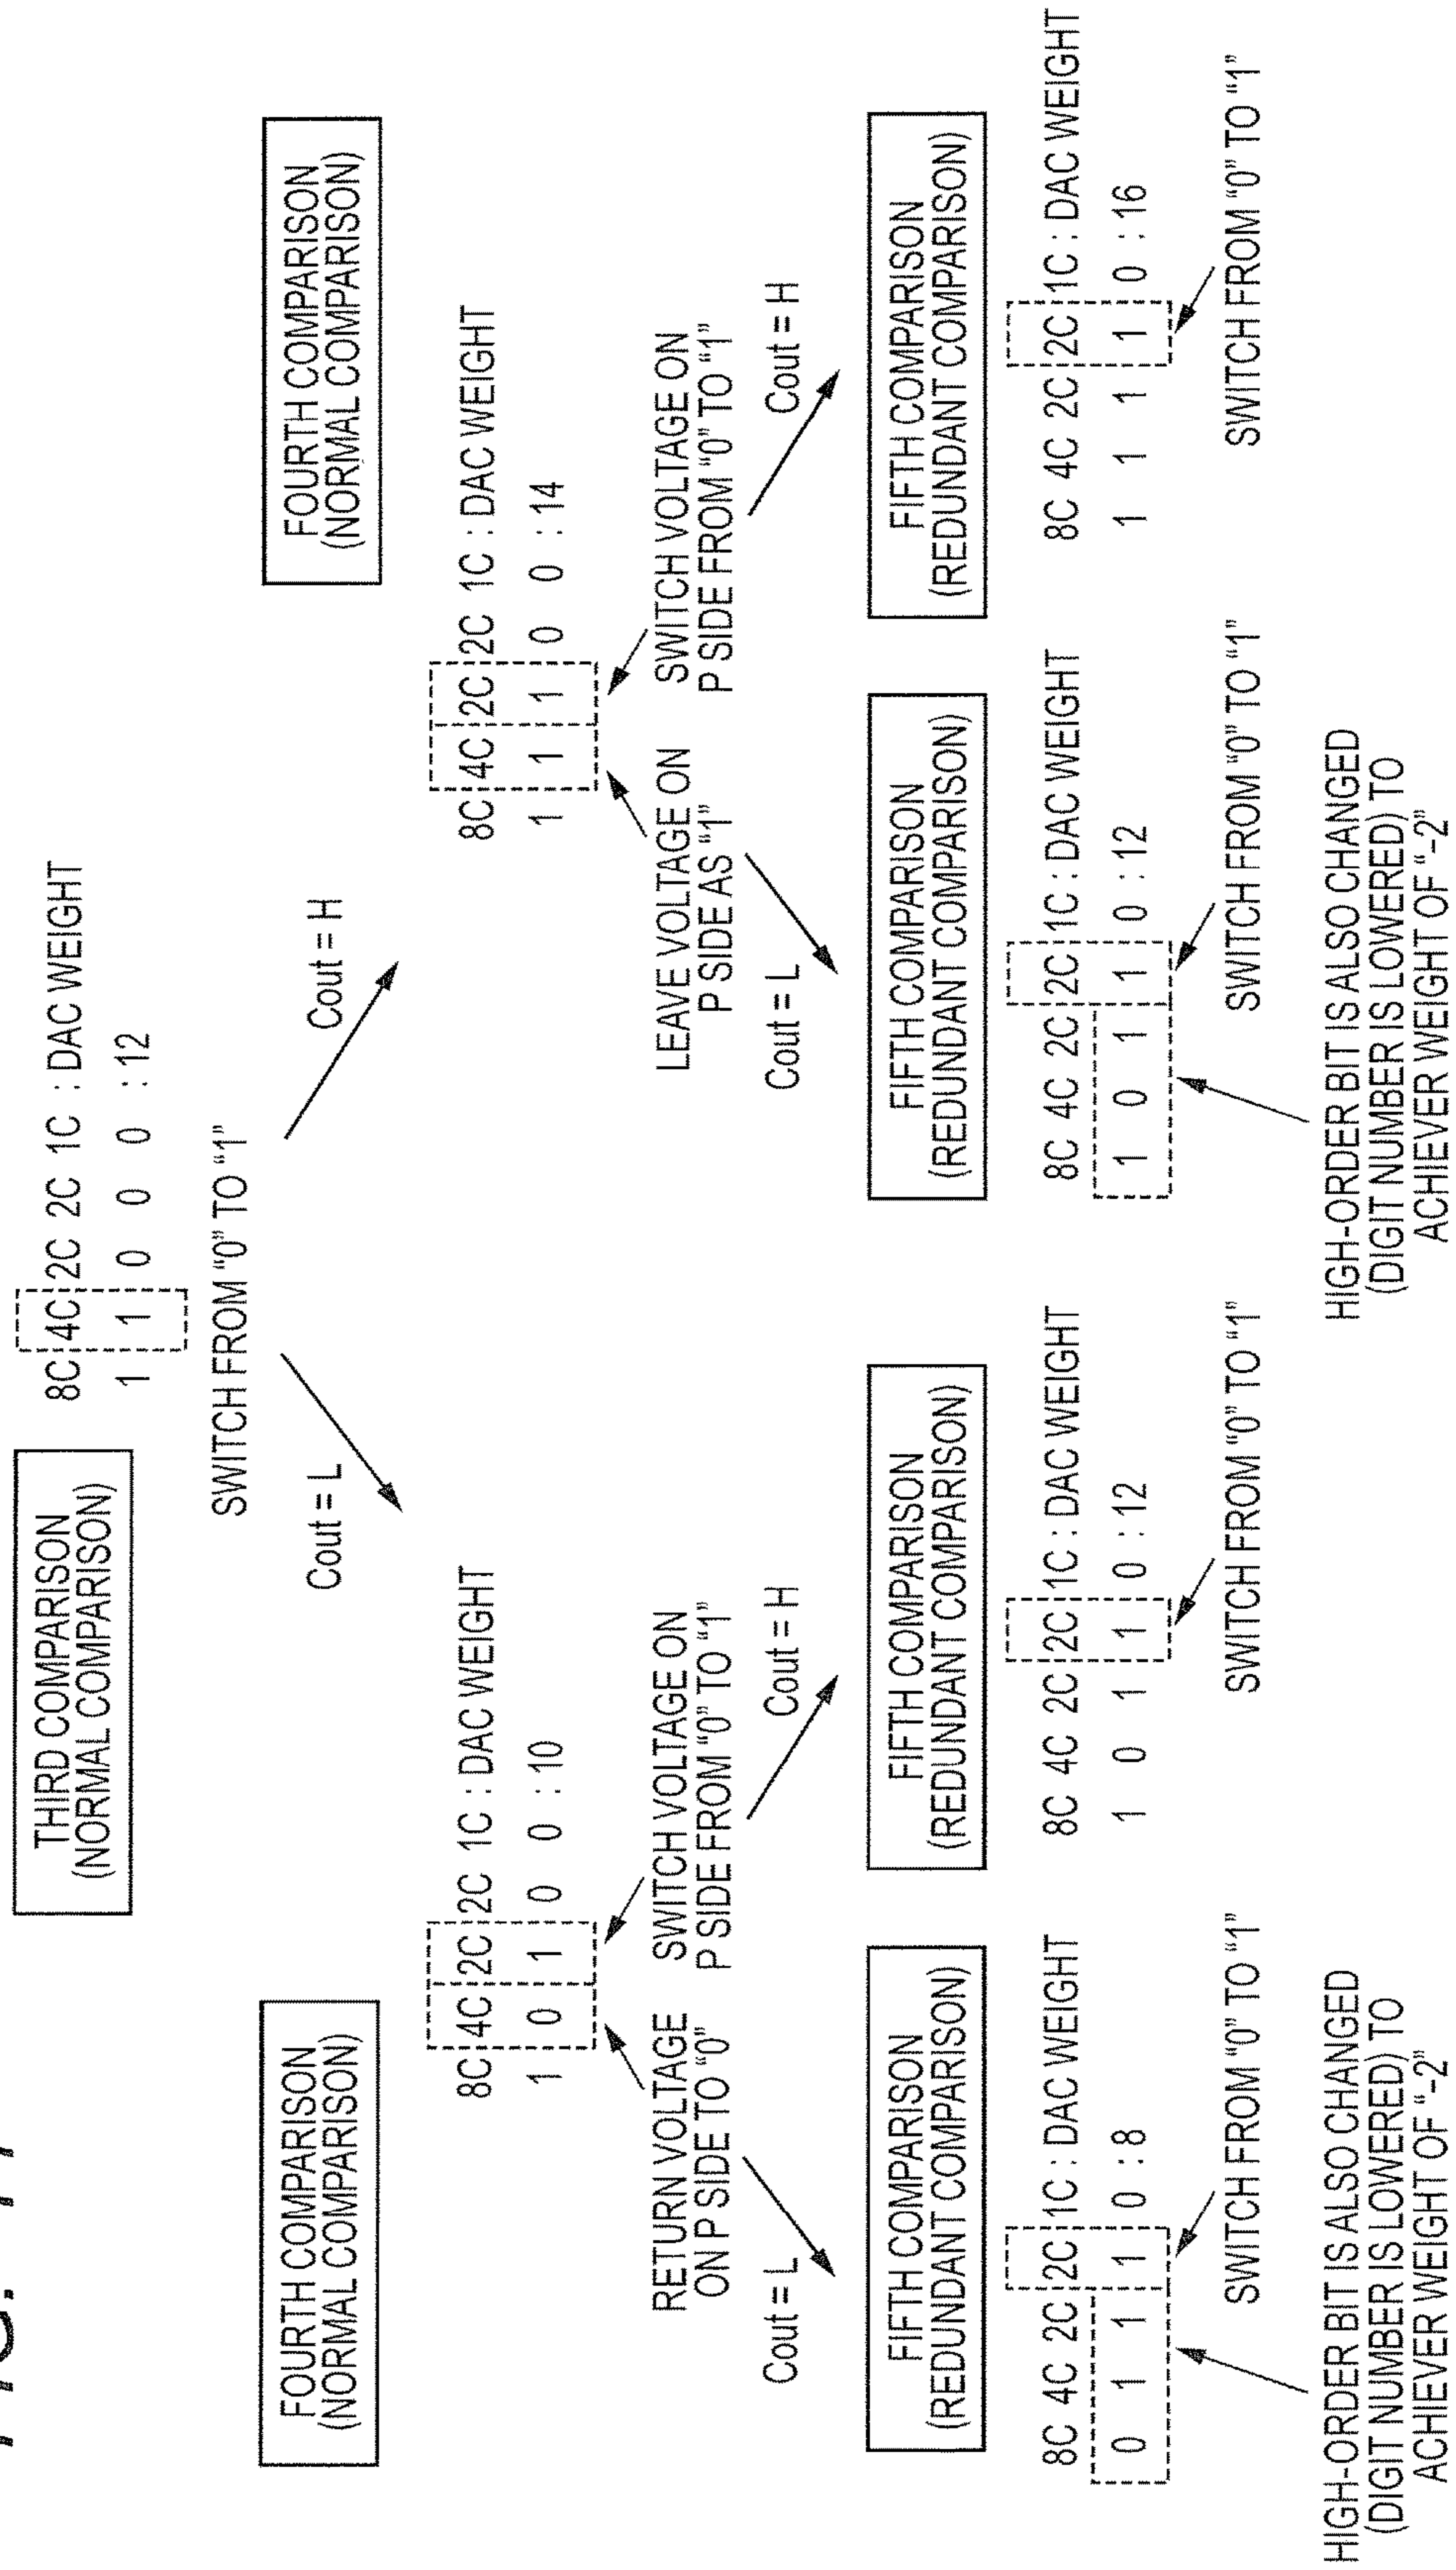 THIRD COMPARISON
(NORMAL COMPARISON)
8C 4C 2C 2C 1C : DAC WEIGHT
1 1 0 0 0 : 12
SWITCH FROM “0” TO “1”
Cout = L
Cout = H
FOURTH COMPARISON
(NORMAL COMPARISON)
8C 4C 2C 2C 1C : DAC WEIGHT
1 0 1 0 0 : 10
RETURN VOLTAGE
ON P SIDE TO “0”
SWITCH VOLTAGE ON
P SIDE FROM “0” TO “1”
Cout = L
Cout = H
FOURTH COMPARISON
(NORMAL COMPARISON)
8C 4C 2C 2C 1C : DAC WEIGHT
1 1 1 0 0 : 14
LEAVE VOLTAGE ON
P SIDE AS “1”
SWITCH VOLTAGE ON
P SIDE FROM “0” TO “1”
Cout = L
Cout = H
FIFTH COMPARISON
(REDUNDANT COMPARISON)
8C 4C 2C 2C 1C : DAC WEIGHT
0 1 1 1 0 : 8
SWITCH FROM “0” TO “1”
HIGH-ORDER BIT IS ALSO CHANGED
(DIGIT NUMBER IS LOWERED) TO
ACHIEVER WEIGHT OF “-2”
FIFTH COMPARISON
(REDUNDANT COMPARISON)
8C 4C 2C 2C 1C : DAC WEIGHT
1 0 1 1 0 : 12
SWITCH FROM “0” TO “1”
FIFTH COMPARISON
(REDUNDANT COMPARISON)
8C 4C 2C 2C 1C : DAC WEIGHT
1 0 1 1 0 : 12
SWITCH FROM “0” TO “1”
HIGH-ORDER BIT IS ALSO CHANGED
(DIGIT NUMBER IS LOWERED) TO
ACHIEVER WEIGHT OF “-2”
FIFTH COMPARISON
(REDUNDANT COMPARISON)
8C 4C 2C 2C 1C : DAC WEIGHT
1 1 1 1 0 : 16
SWITCH FROM “0” TO “1”